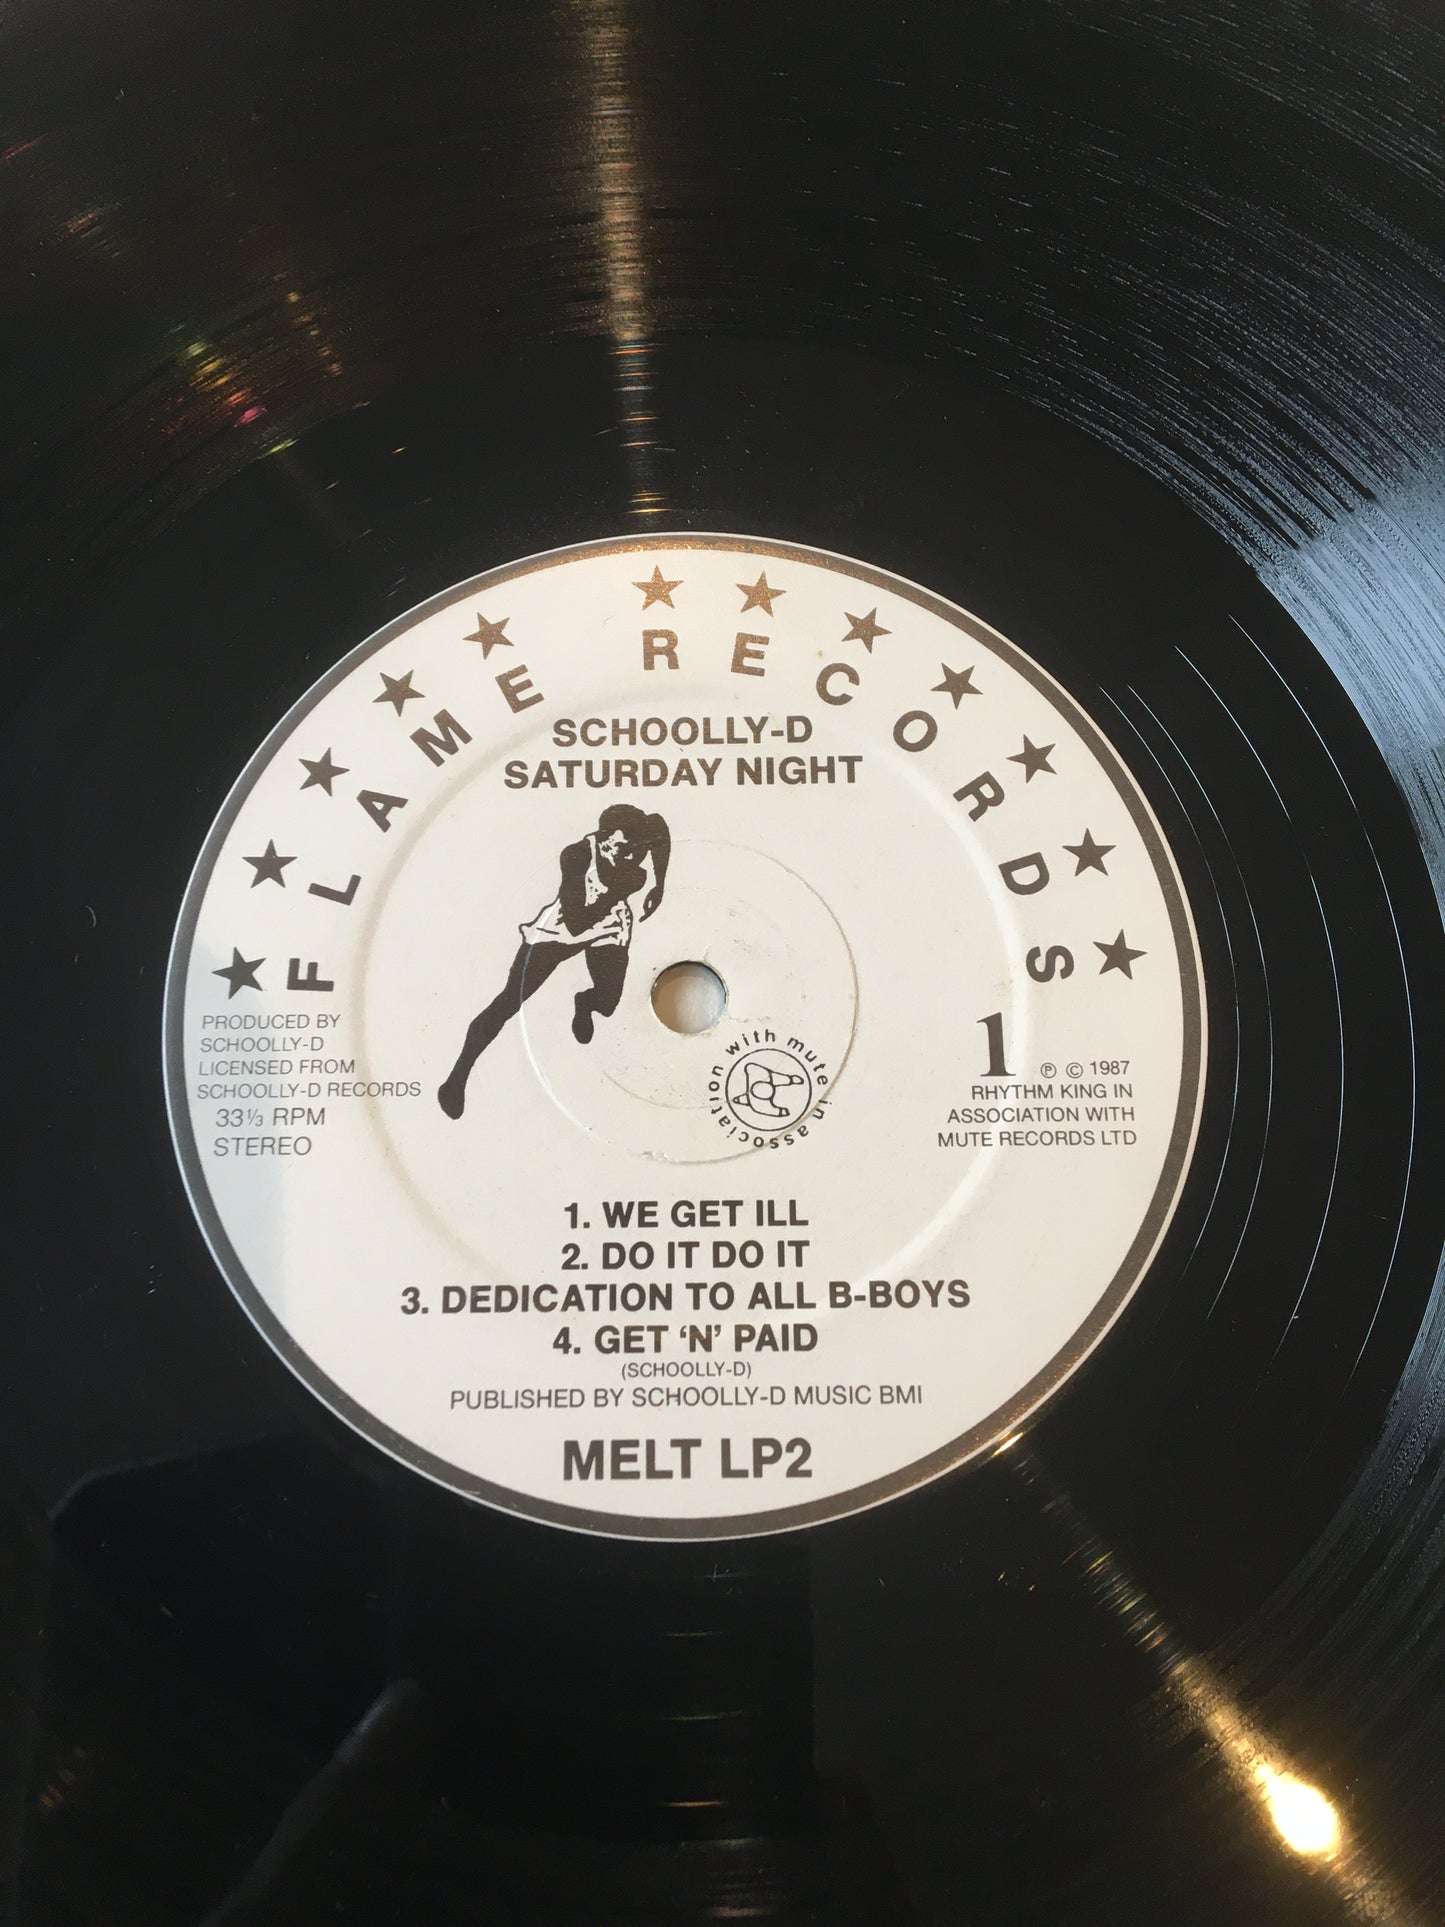 FLAME RECORDS
SCHOOLLY-D
SATURDAY NIGHT
PRODUCED BY
SCHOOLLY-D
LICENSED FROM
SCHOOLLY-D RECORDS
33⅓ RPM
STEREO
in association with mute
1
℗ © 1987
RHYTHM KING IN
ASSOCIATION WITH
MUTE RECORDS LTD
1. WE GET ILL
2. DO IT DO IT
3. DEDICATION TO ALL B-BOYS
4. GET ‘N’ PAID
(SCHOOLLY-D)
PUBLISHED BY SCHOOLLY-D MUSIC BMI
MELT LP2